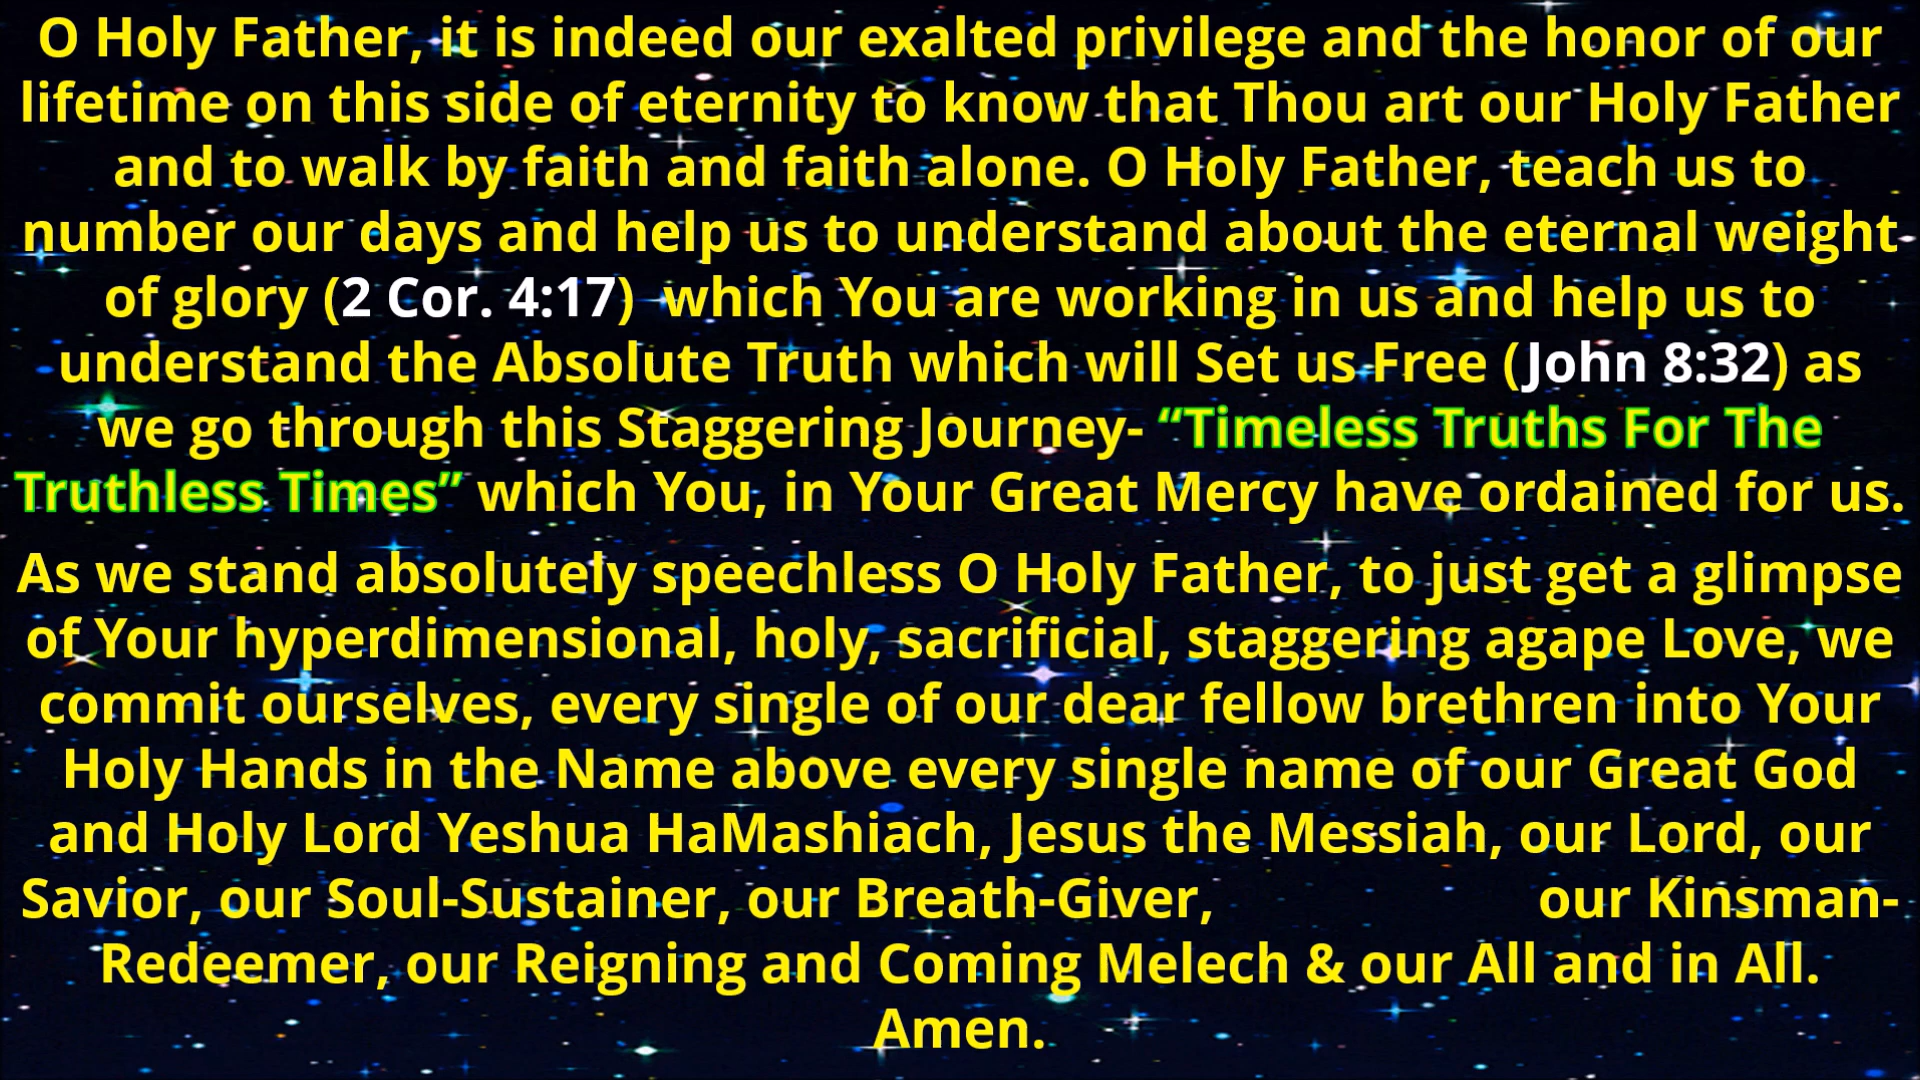 O Holy Father, it is indeed our exalted privilege and the honor of our
lifetime on this side of eternity to know that Thou art our Holy Father
and to walk by faith and faith alone. O Holy Father, teach us to
number our days and help us to understand about the eternal weight
of glory (2 Cor. 4:17) which You are working in us and help us to
understand the Absolute Truth which will Set us Free (John 8:32) as
we go through this Staggering Journey- “Timeless Truths For The
Truthless Times” which You, in Your Great Mercy have ordained for us.
As we stand absolutely speechless O Holy Father, to just get a glimpse
of Your hyperdimensional, holy, sacrificial, staggering agape Love, we
commit ourselves, every single of our dear fellow brethren into Your
Holy Hands in the Name above every single name of our Great God
and Holy Lord Yeshua HaMashiach, Jesus the Messiah, our Lord, our
Savior, our Soul-Sustainer, our Breath-Giver, our Kinsman-
Redeemer, our Reigning and Coming Melech & our All and in All.
Amen.